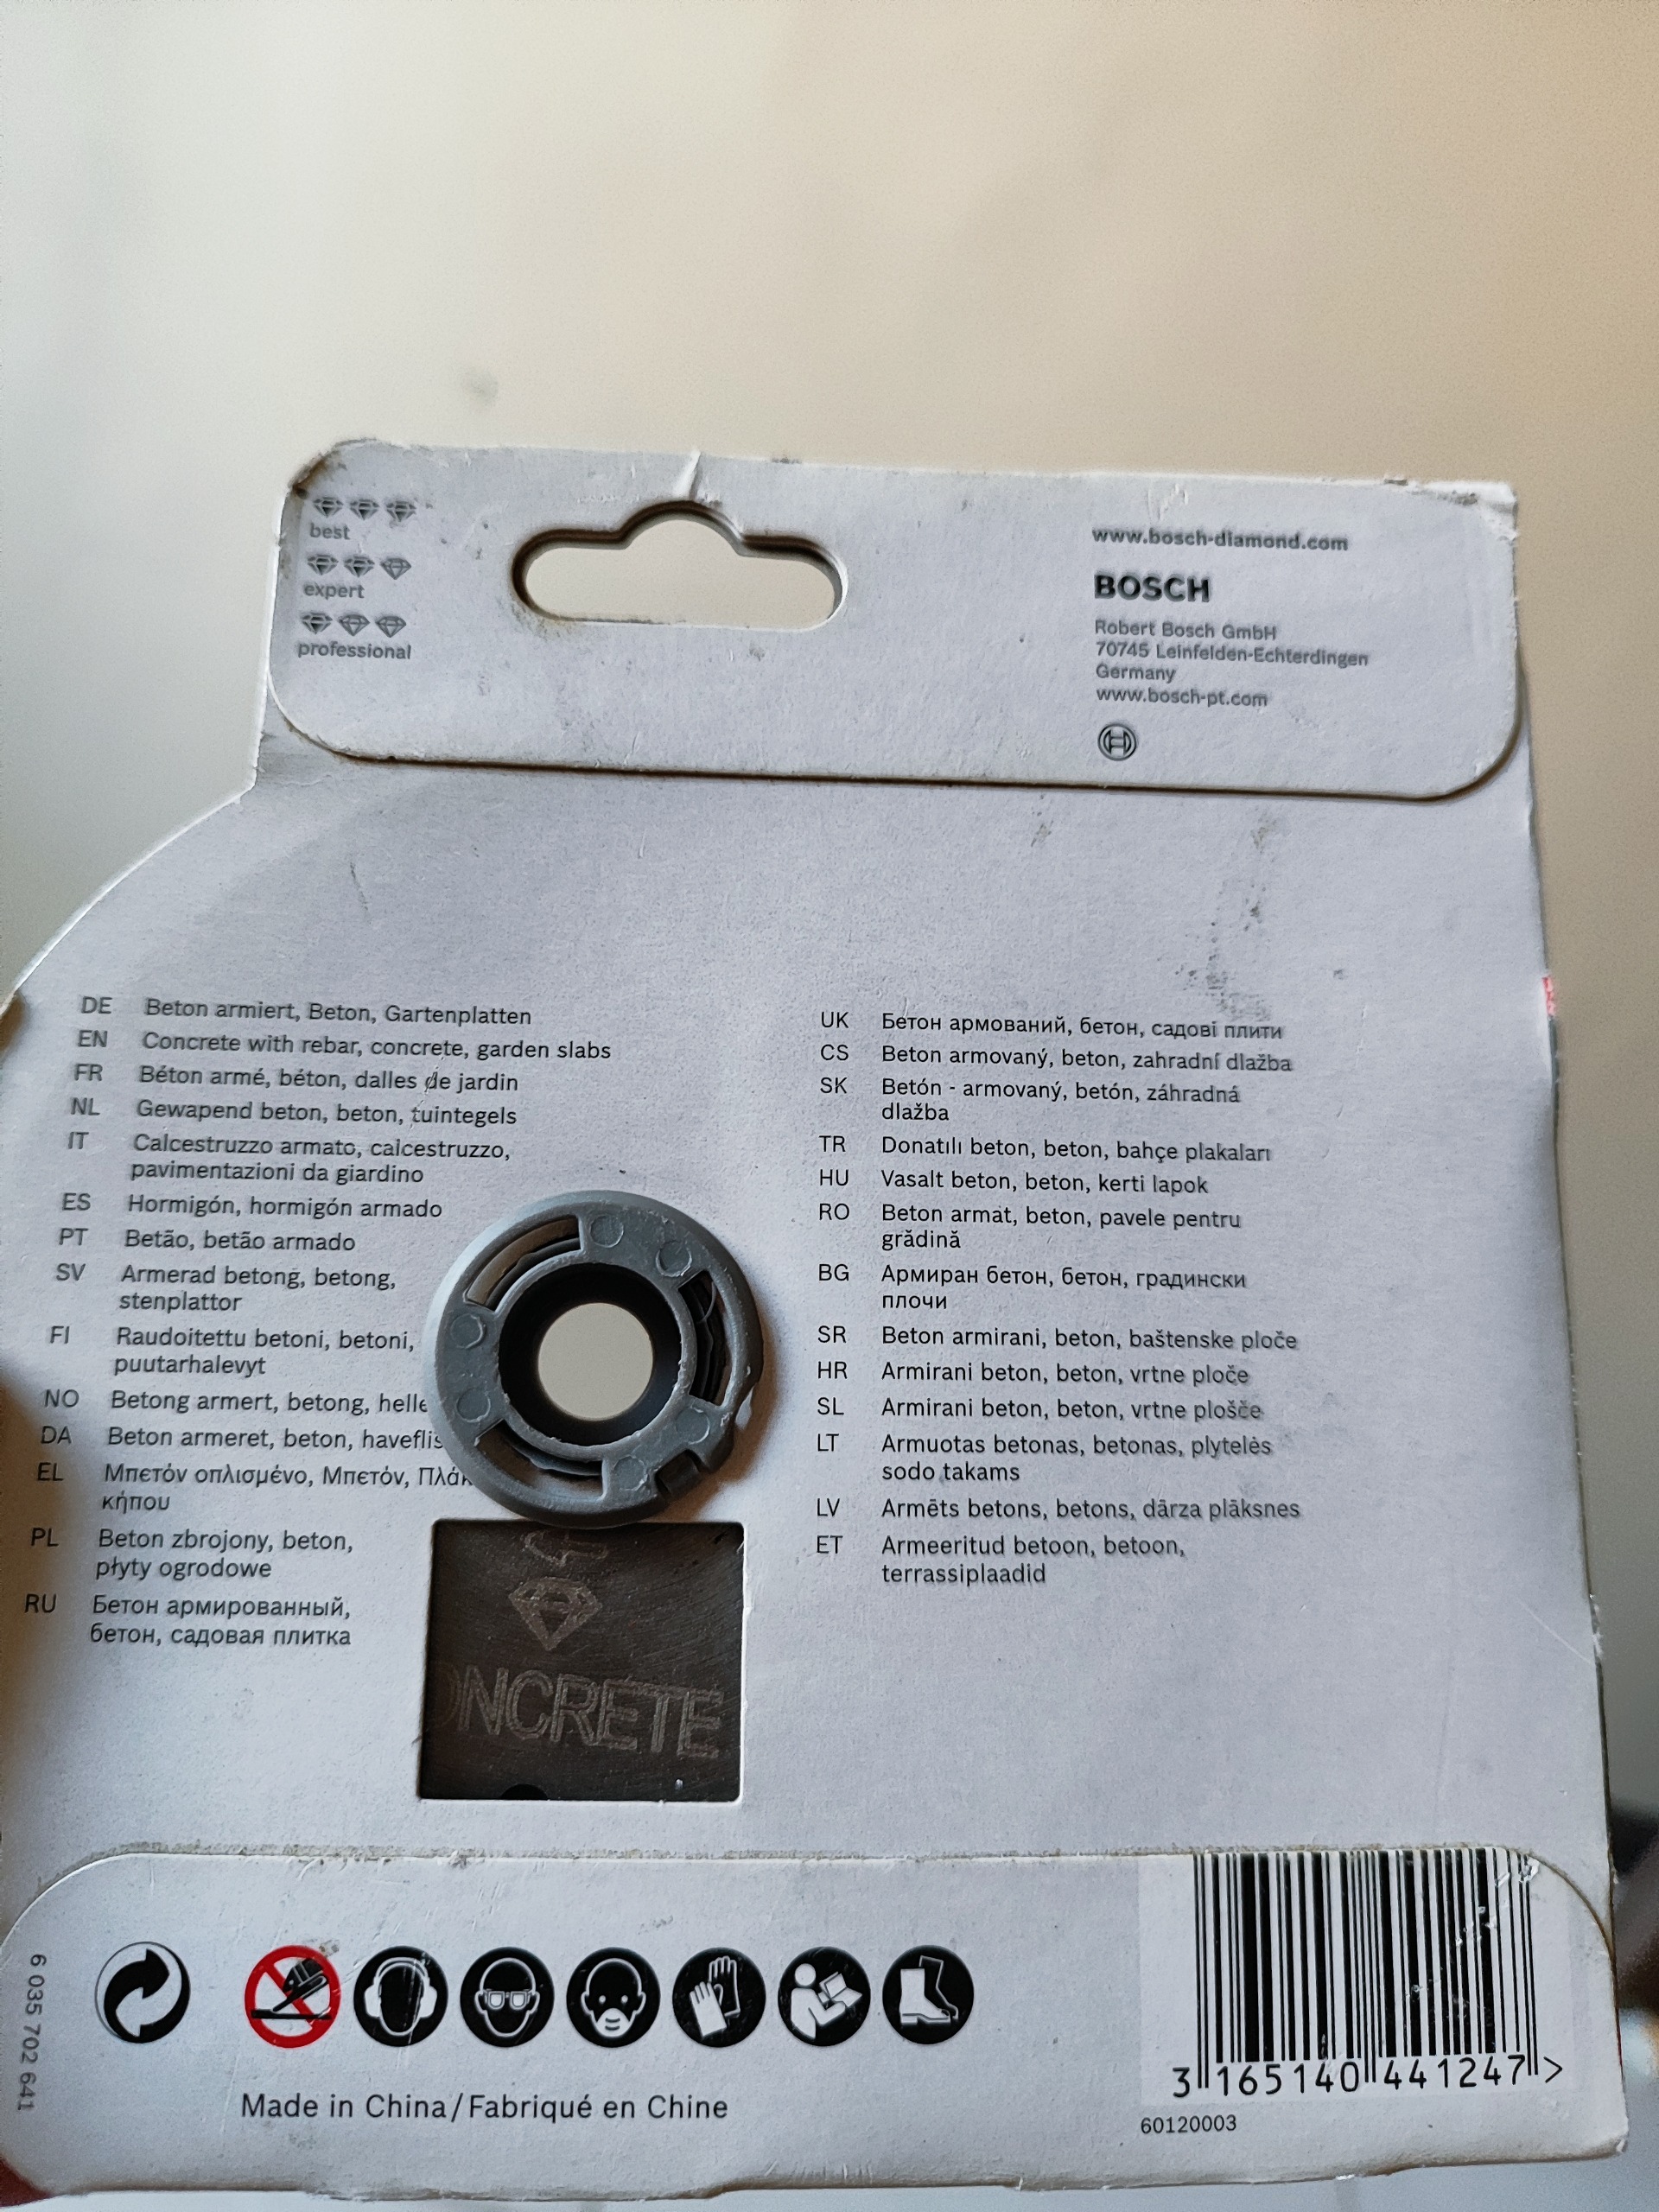 best
expert
professional
www.bosch-diamond.com
BOSCH
Robert Bosch GmbH
70745 Leinfelden-Echterdingen
Germany
www.bosch-pt.com
DE Beton armiert, Beton, Gartenplatten
EN Concrete with rebar, concrete, garden slabs
FR Béton armé, béton, dalles de jardin
NL Gewapend beton, beton, tuintegels
IT Calcestruzzo armato, calcestruzzo,
pavimentazioni da giardino
ES Hormigón, hormigón armado
PT Betão, betão armado
SV Armerad betong, betong,
stenplattor
FI Raudoitettu betoni, betoni,
puutarhalevyt
NO Betong armert, betong, helle
DA Beton armeret, beton, haveflis
EL Μπετόν οπλισμένο, Μπετόν, Πλάκ
κήπου
PL Beton zbrojony, beton,
płyty ogrodowe
RU Бетон армированный,
бетон, садовая плитка
UK Бетон армований, бетон, садові плити
CS Beton armovaný, beton, zahradní dlažba
SK Betón - armovaný, betón, záhradná
dlažba
TR Donatılı beton, beton, bahçe plakaları
HU Vasalt beton, beton, kerti lapok
RO Beton armat, beton, pavele pentru
grădină
BG Армиран бетон, бетон, градински
плочи
SR Beton armirani, beton, baštenske ploče
HR Armirani beton, beton, vrtne ploče
SL Armirani beton, beton, vrtne plošče
LT Armuotas betonas, betonas, plytelės
sodo takams
LV Armēts betons, betons, dārza plāksnes
ET Armeeritud betoon, betoon,
terrassiplaadid
ONCRETE
6 035 702 641
Made in China/Fabriqué en Chine
3 165140 441247 >
60120003